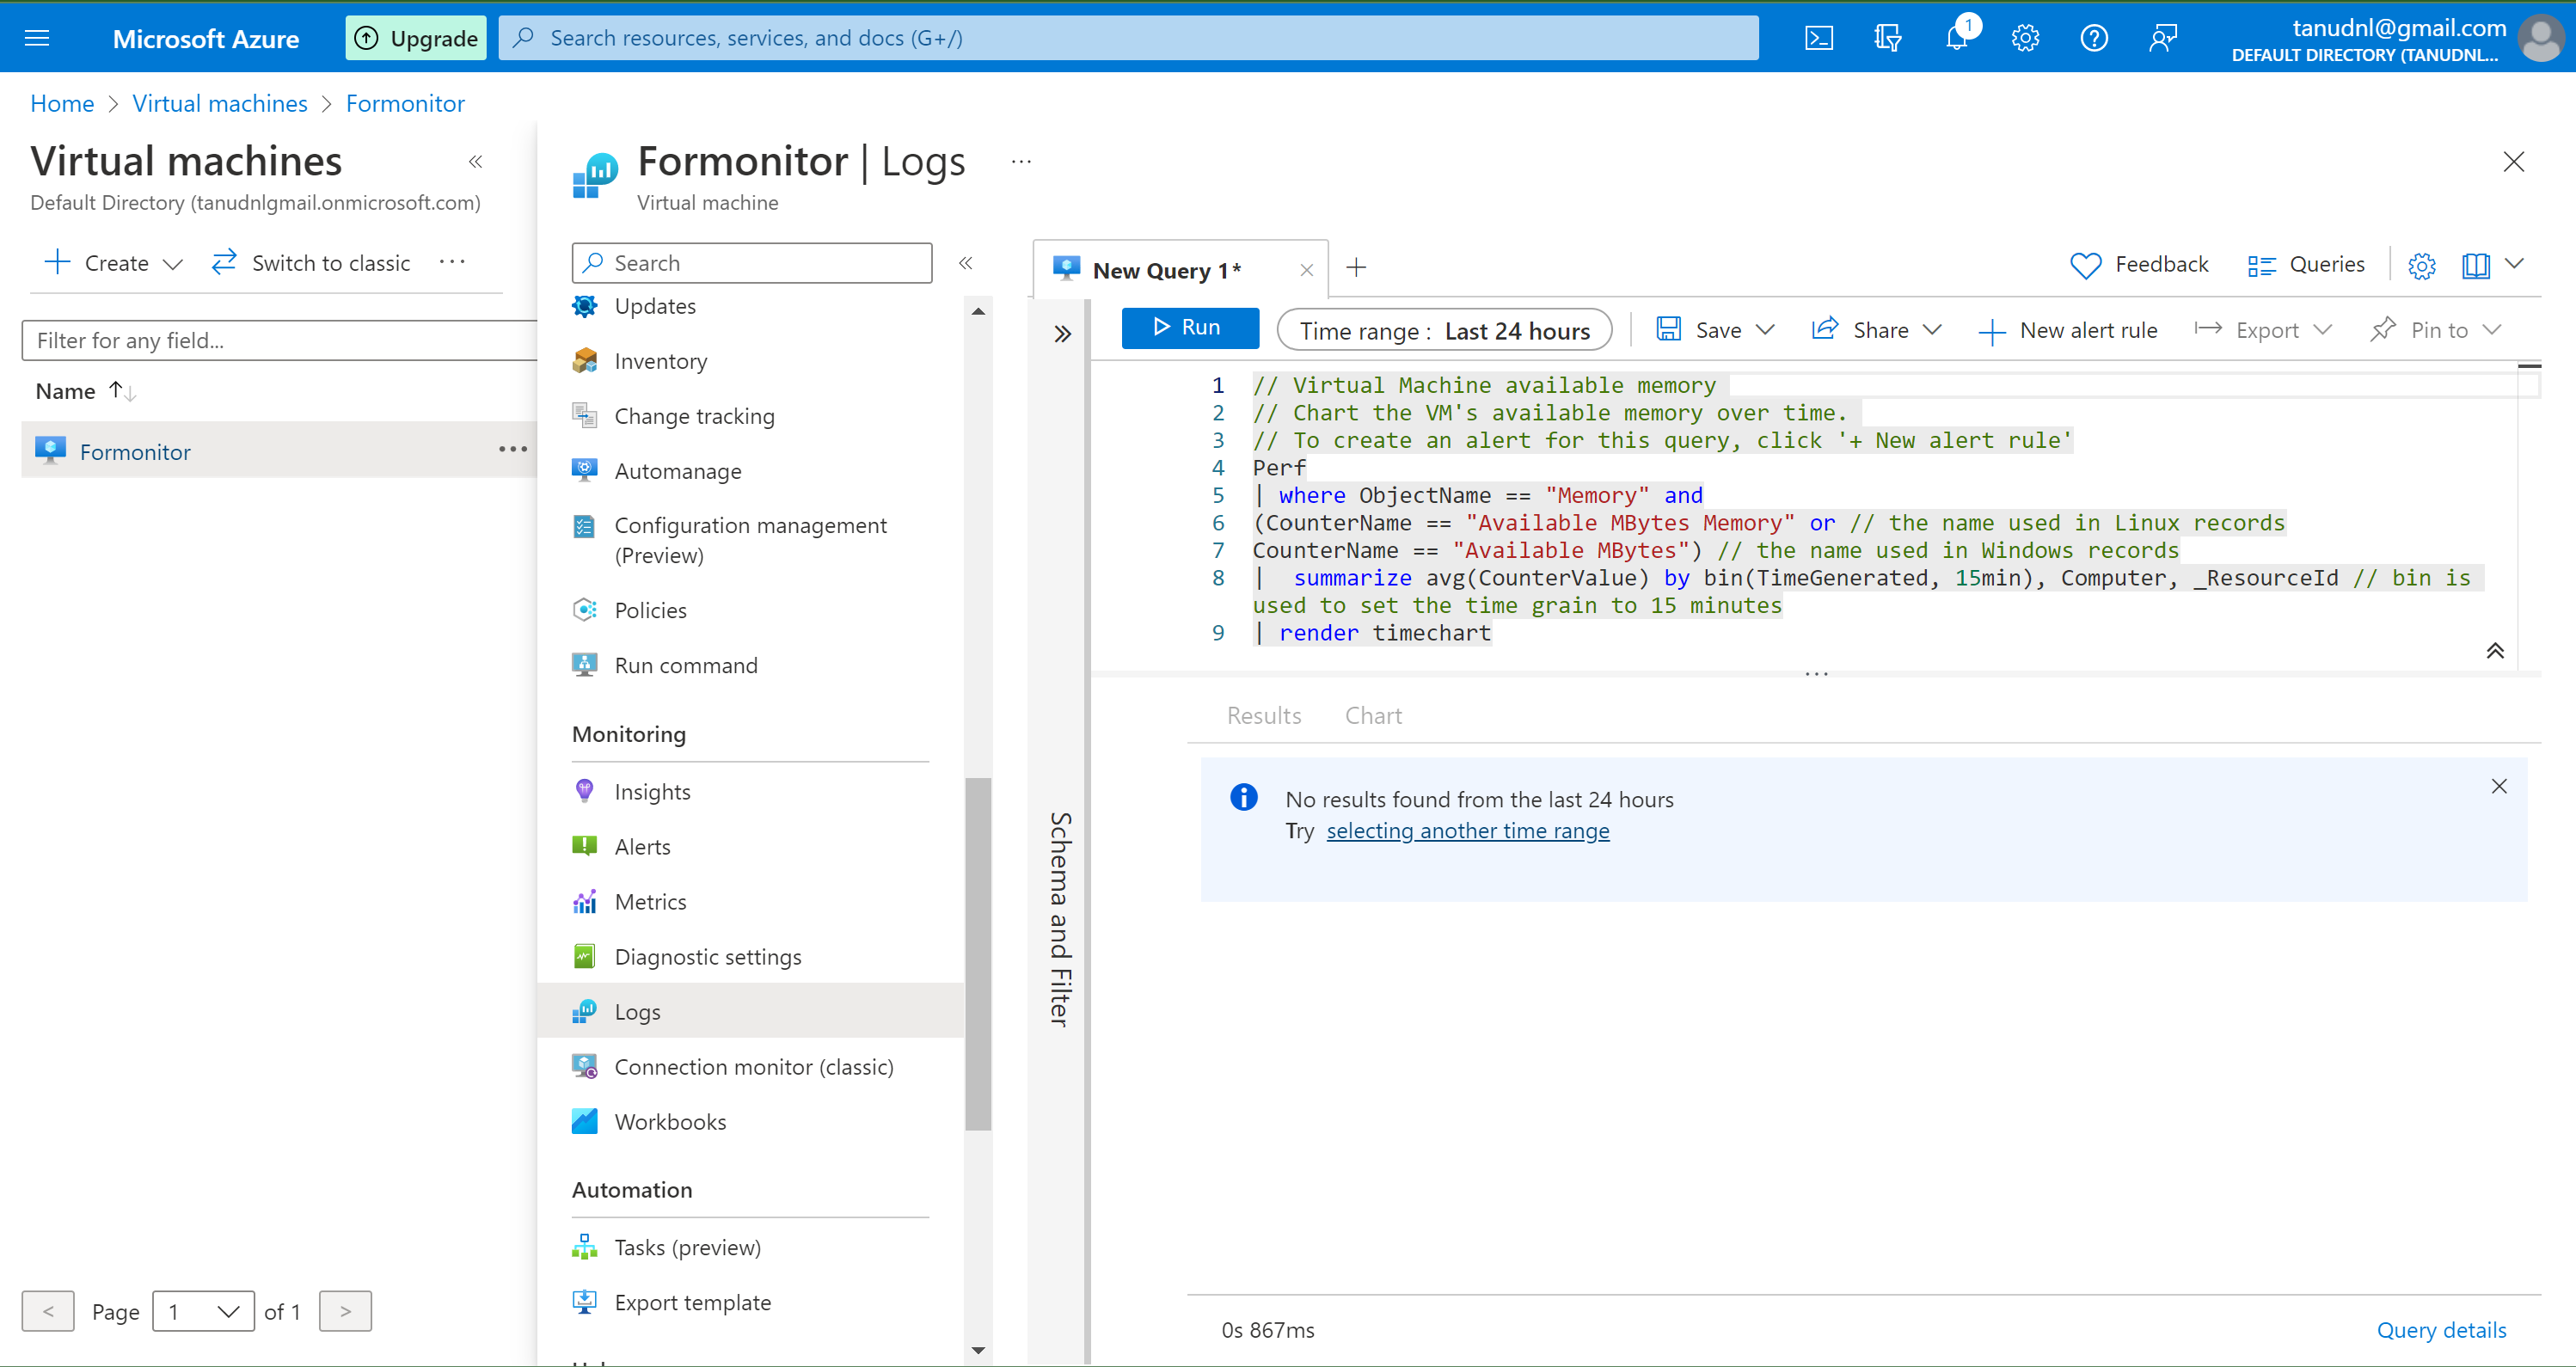 Microsoft Azure
Upgrade
Search resources, services, and docs (G+/)
1
tanudnl@gmail.com
DEFAULT DIRECTORY (TANUDNL...
Home > Virtual machines > Formonitor
Virtual machines
Default Directory (tanudnlgmail.onmicrosoft.com)
Create
Switch to classic
Filter for any field...
Name
Formonitor
Page 1 of 1
Formonitor | Logs
Virtual machine
Search
Updates
Inventory
Change tracking
Automanage
Configuration management
(Preview)
Policies
Run command
Monitoring
Insights
Alerts
Metrics
Diagnostic settings
Logs
Connection monitor (classic)
Workbooks
Automation
Tasks (preview)
Export template
New Query 1*
Feedback
Queries
Run
Time range : Last 24 hours
Save
Share
New alert rule
Export
Pin to
Schema and Filter
1 // Virtual Machine available memory
2 // Chart the VM's available memory over time.
3 // To create an alert for this query, click '+ New alert rule'
4 Perf
5 | where ObjectName == "Memory" and
6 (CounterName == "Available MBytes Memory" or // the name used in Linux records
7 CounterName == "Available MBytes") // the name used in Windows records
8 | summarize avg(CounterValue) by bin(TimeGenerated, 15min), Computer, _ResourceId // bin is
used to set the time grain to 15 minutes
9 | render timechart
Results
Chart
No results found from the last 24 hours
Try selecting another time range
0s 867ms
Query details